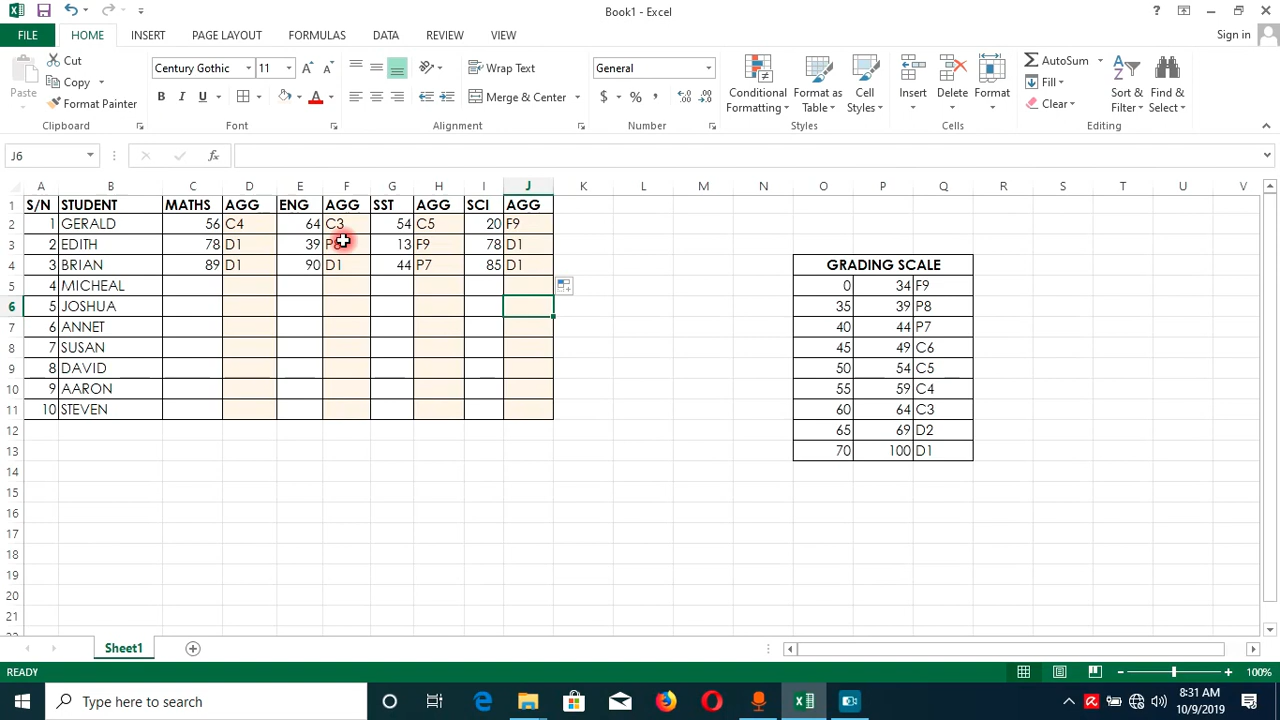 Book1 - Excel
?
Sign in
FILE HOME INSERT PAGE LAYOUT FORMULAS DATA REVIEW VIEW
Paste
Cut
Copy
Format Painter
Clipboard
Century Gothic 11
B I U A
Font
Wrap Text
Merge & Center
Alignment
General
$ % ,
Number
Conditional Formatting
Format as Table
Cell Styles
Styles
Insert Delete Format
Cells
AutoSum
Fill
Clear
Sort & Filter
Find & Select
Editing
J6
fx
A B C D E F G H I J K L M N O P Q R S T U V
1 S/N STUDENT MATHS AGG ENG AGG SST AGG SCI AGG
2 1 GERALD 56 C4 64 C3 54 C5 20 F9
3 2 EDITH 78 D1 39 P8 13 F9 78 D1
4 3 BRIAN 89 D1 90 D1 44 P7 85 D1 GRADING SCALE
5 4 MICHEAL 0 34 F9
6 5 JOSHUA 35 39 P8
7 6 ANNET 40 44 P7
8 7 SUSAN 45 49 C6
9 8 DAVID 50 54 C5
10 9 AARON 55 59 C4
11 10 STEVEN 60 64 C3
12 65 69 D2
13 70 100 D1
14
15
16
17
18
19
20
21
Sheet1
READY
100%
Type here to search
8:31 AM
10/9/2019